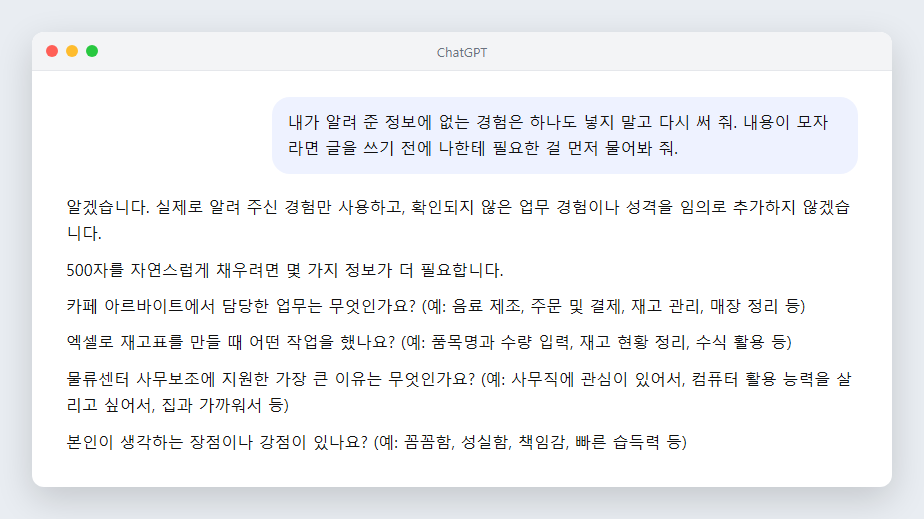 ChatGPT
내가 알려 준 정보에 없는 경험은 하나도 넣지 말고 다시 써 줘. 내용이 모자
라면 글을 쓰기 전에 나한테 필요한 걸 먼저 물어봐 줘.
알겠습니다. 실제로 알려 주신 경험만 사용하고, 확인되지 않은 업무 경험이나 성격을 임의로 추가하지 않겠습
니다.
500자를 자연스럽게 채우려면 몇 가지 정보가 더 필요합니다.
카페 아르바이트에서 담당한 업무는 무엇인가요? (예: 음료 제조, 주문 및 결제, 재고 관리, 매장 정리 등)
엑셀로 재고표를 만들 때 어떤 작업을 했나요? (예: 품목명과 수량 입력, 재고 현황 정리, 수식 활용 등)
물류센터 사무보조에 지원한 가장 큰 이유는 무엇인가요? (예: 사무직에 관심이 있어서, 컴퓨터 활용 능력을 살
리고 싶어서, 집과 가까워서 등)
본인이 생각하는 장점이나 강점이 있나요? (예: 꼼꼼함, 성실함, 책임감, 빠른 습득력 등)